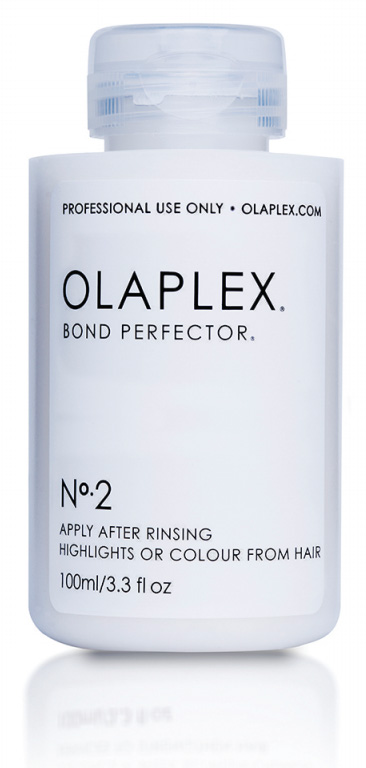 PROFESSIONAL USE ONLY • OLAPLEX.COM
OLAPLEX®
BOND PERFECTOR®
Nº.2
APPLY AFTER RINSING
HIGHLIGHTS OR COLOUR FROM HAIR
100ml/3.3 fl oz